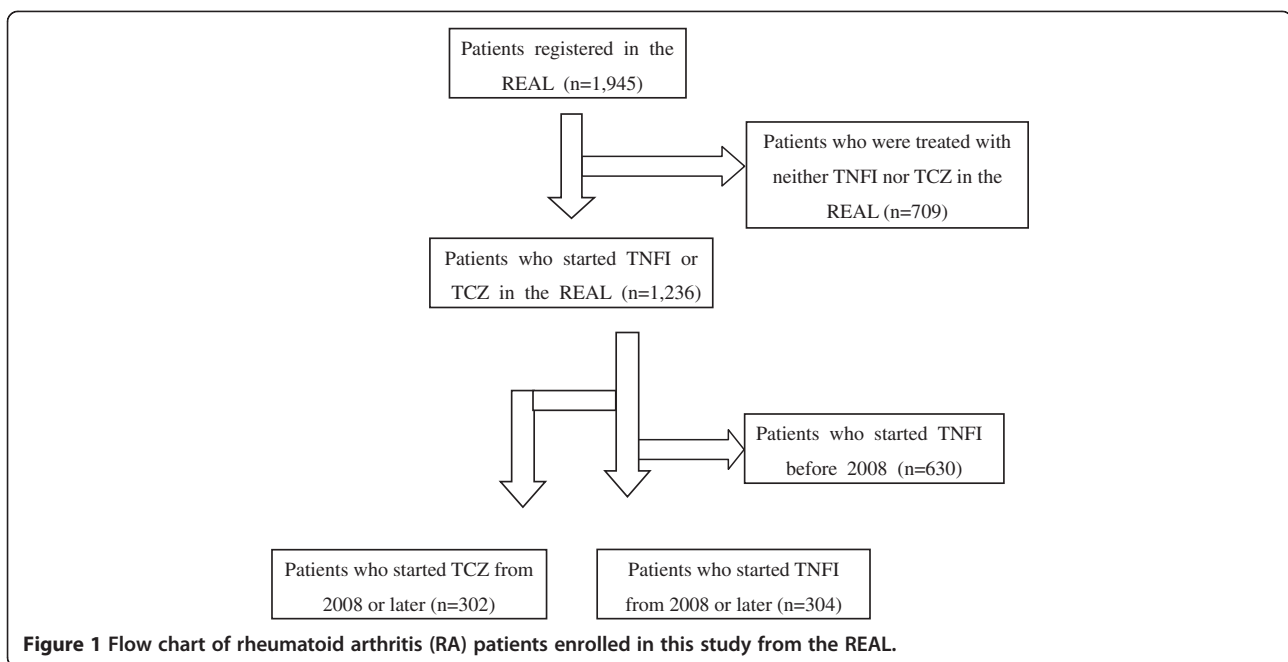 Patients registered in the
REAL (n=1,945)
Patients who were treated with
neither TNFI nor TCZ in the
REAL (n=709)
Patients who started TNFI or
TCZ in the REAL (n=1,236)
Patients who started TNFI
before 2008 (n=630)
Patients who started TCZ from
2008 or later (n=302)
Patients who started TNFI
from 2008 or later (n=304)
Figure 1 Flow chart of rheumatoid arthritis (RA) patients enrolled in this study from the REAL.